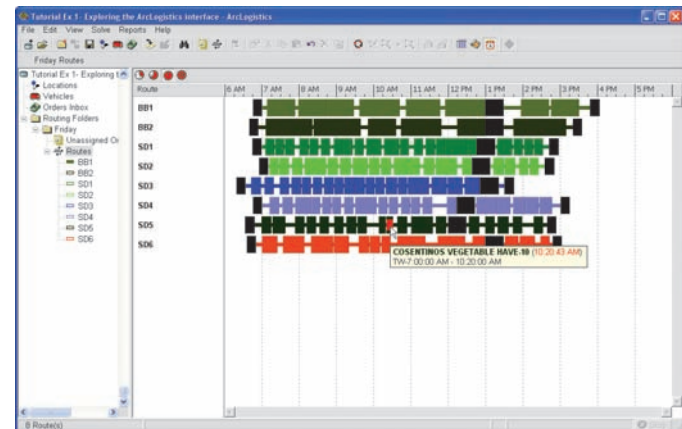 Tutorial Ex 1- Exploring the ArcLogistics interface - ArcLogistics
File Edit View Solve Reports Help
Friday Routes
Tutorial Ex 1- Exploring t
Locations
Vehicles
Orders Inbox
Routing Folders
Friday
Unassigned Or
Routes
BB1
BB2
SD1
SD2
SD3
SD4
SD5
SD6
Route 6 AM 7 AM 8 AM 9 AM 10 AM 11 AM 12 PM 1 PM 2 PM 3 PM 4 PM 5 PM
BB1
BB2
SD1
SD2
SD3
SD4
SD5
SD6
COSENTINOS VEGETABLE HAVE-10 (10:20:43 AM)
TW-7:00:00 AM - 10:20:00 AM
8 Route(s)